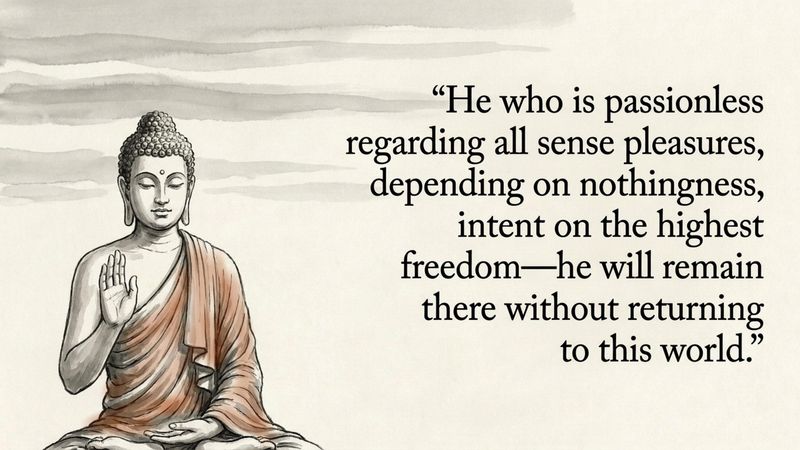 “He who is passionless
regarding all sense pleasures,
depending on nothingness,
intent on the highest
freedom—he will remain
there without returning
to this world.”